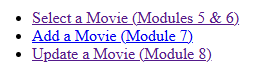 Select a Movie (Modules 5 & 6)
Add a Movie (Module 7)
Update a Movie (Module 8)